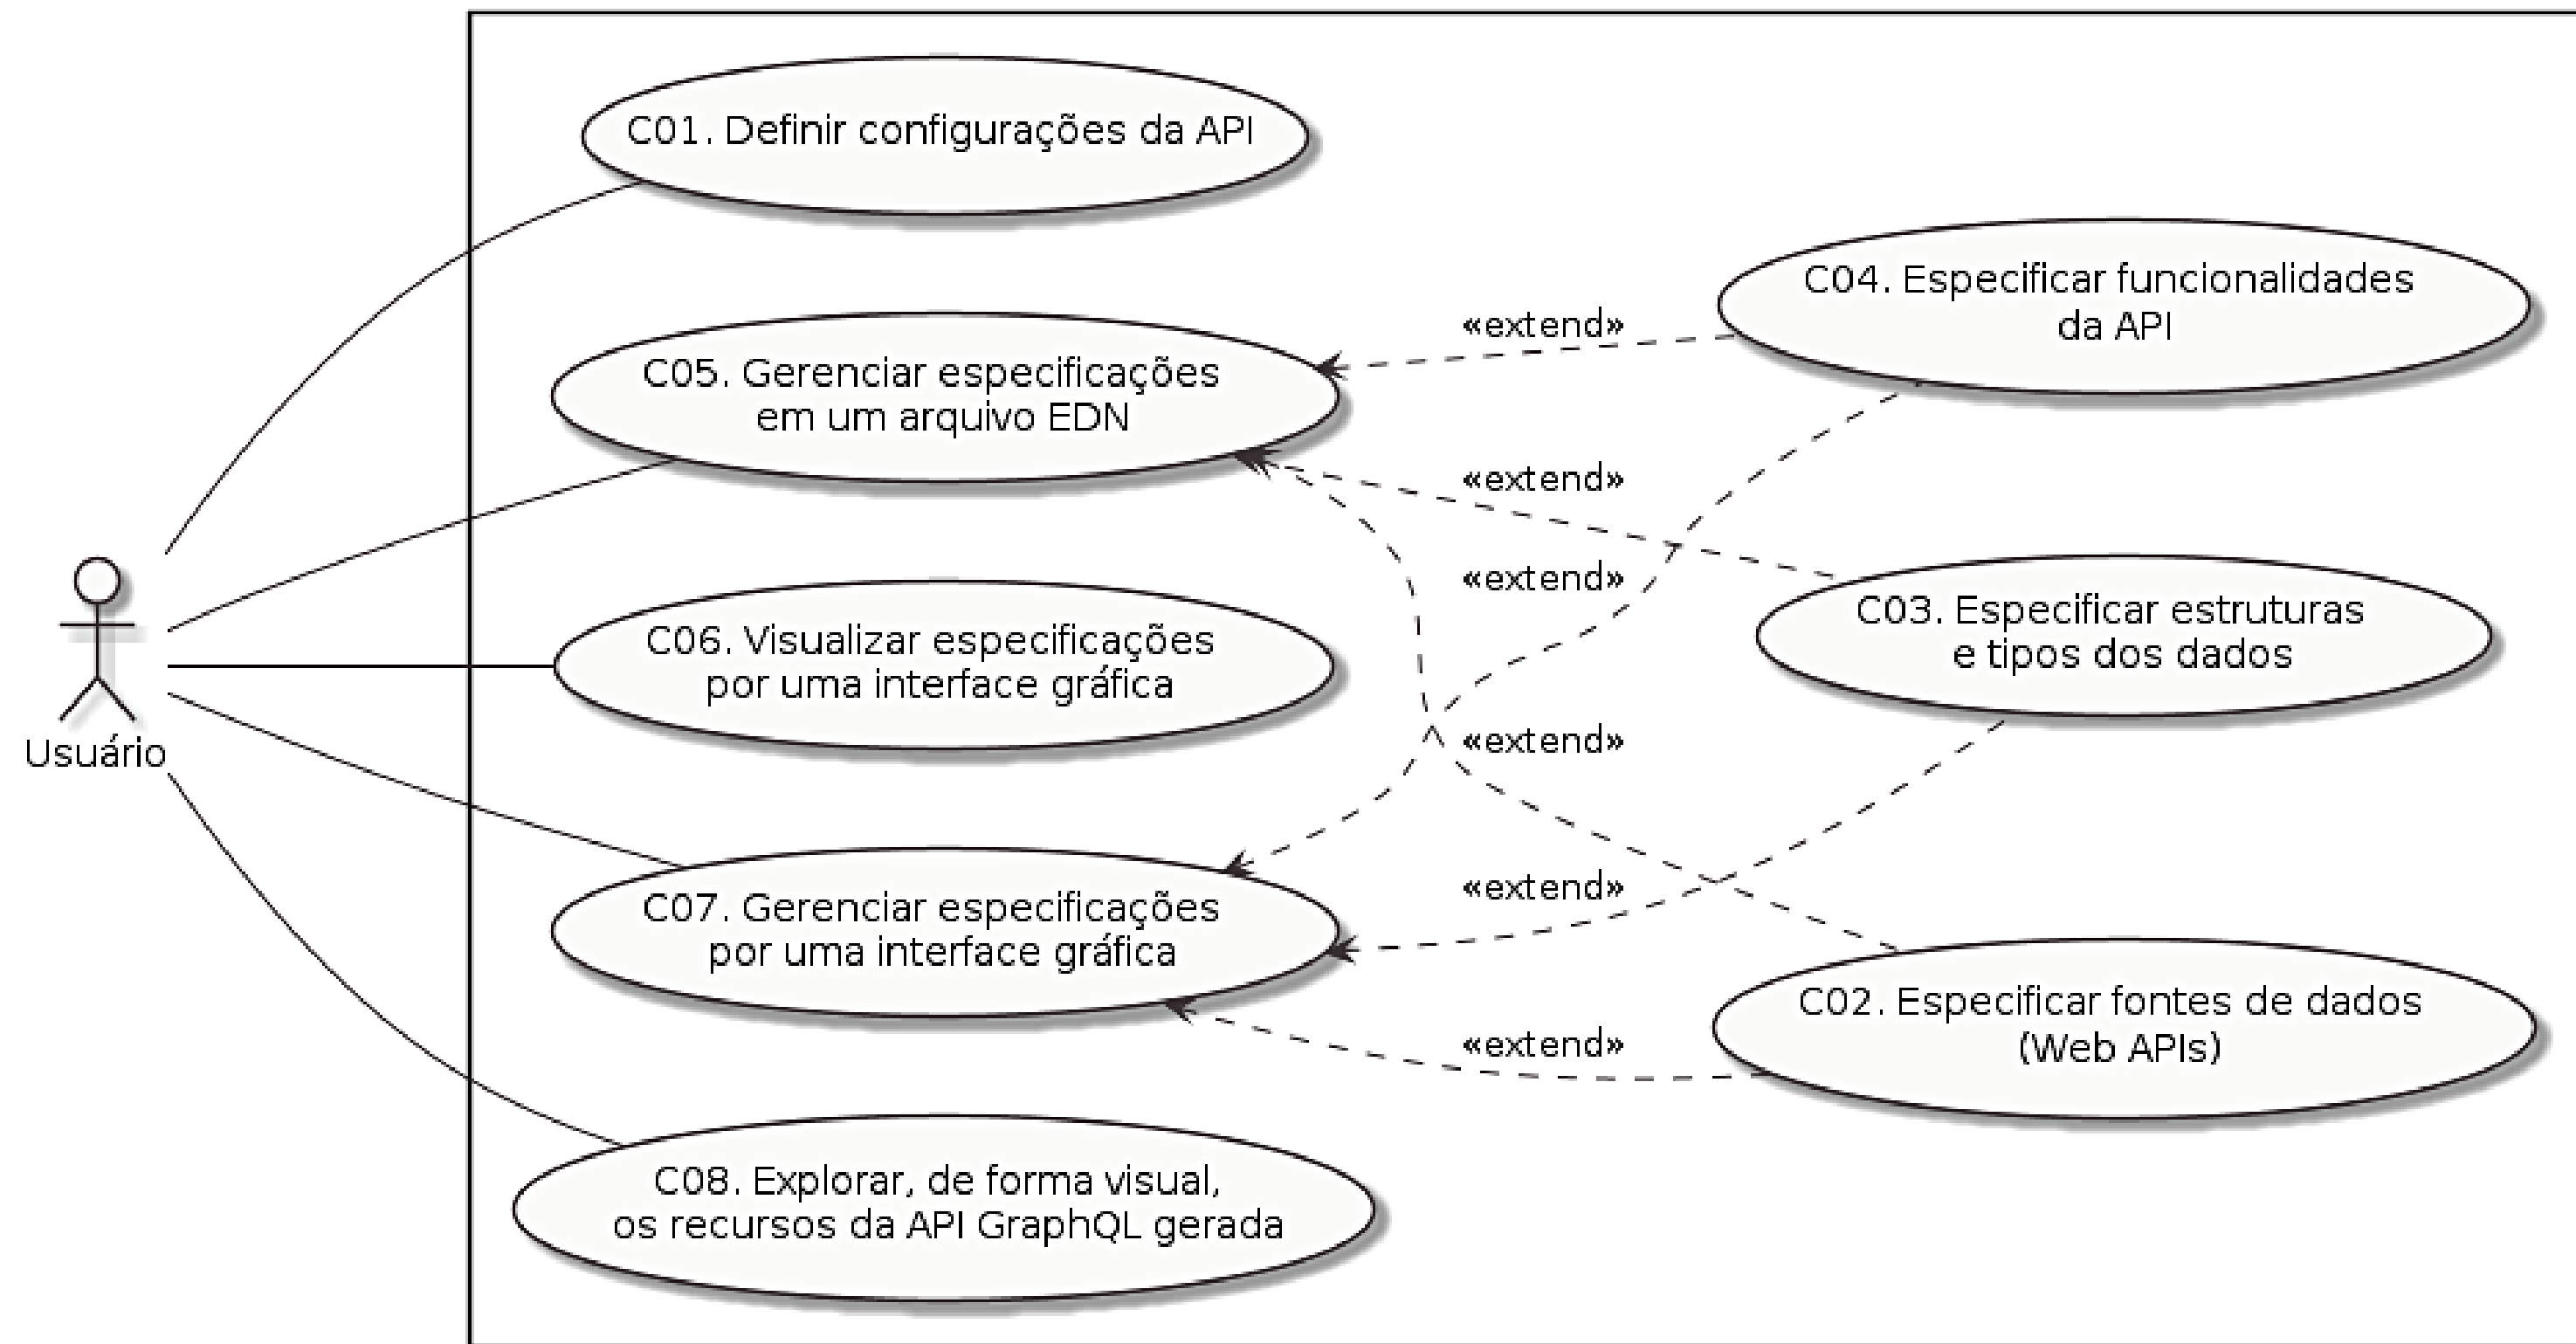 C01. Definir configurações da API
C04. Especificar funcionalidades
da API
«extend»
C05. Gerenciar especificações
em um arquivo EDN
«extend»
«extend»
C03. Especificar estruturas
e tipos dos dados
C06. Visualizar especificações
por uma interface gráfica
Usuário
«extend»
«extend»
C07. Gerenciar especificações
por uma interface gráfica
C02. Especificar fontes de dados
(Web APIs)
«extend»
C08. Explorar, de forma visual,
os recursos da API GraphQL gerada